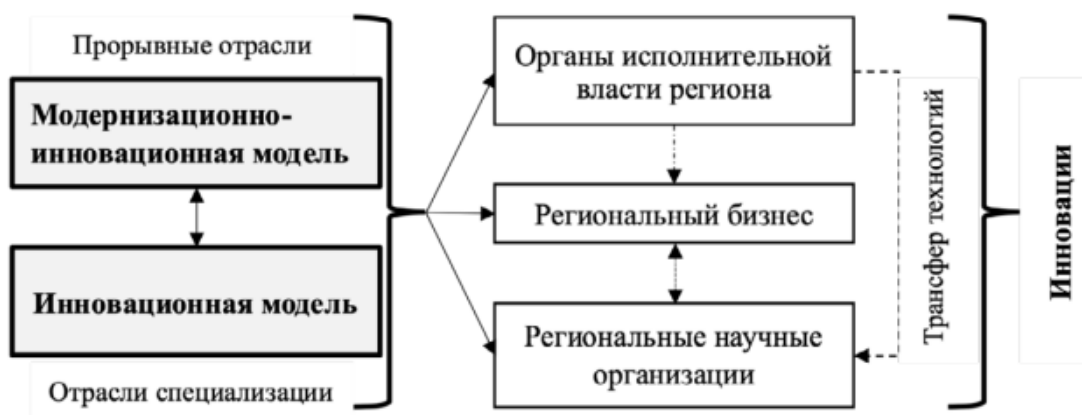 Прорывные отрасли
Модернизационно-
инновационная модель
Инновационная модель
Отрасли специализации
Органы исполнительной
власти региона
Региональный бизнес
Региональные научные
организации
Трансфер технологий
Инновации